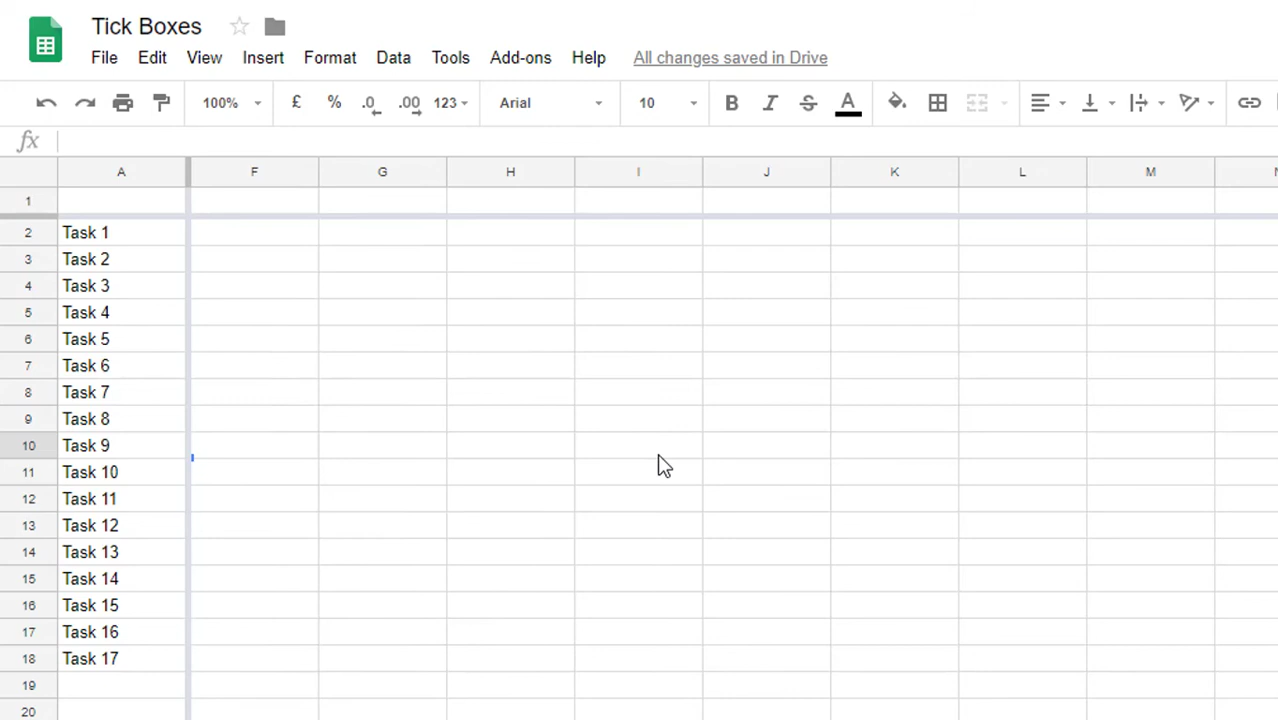 Tick Boxes
File Edit View Insert Format Data Tools Add-ons Help All changes saved in Drive
100% £ % .0 .00 123 Arial 10 B I S A
fx
A F G H I J K L M
1
2 Task 1
3 Task 2
4 Task 3
5 Task 4
6 Task 5
7 Task 6
8 Task 7
9 Task 8
10 Task 9
11 Task 10
12 Task 11
13 Task 12
14 Task 13
15 Task 14
16 Task 15
17 Task 16
18 Task 17
19
20